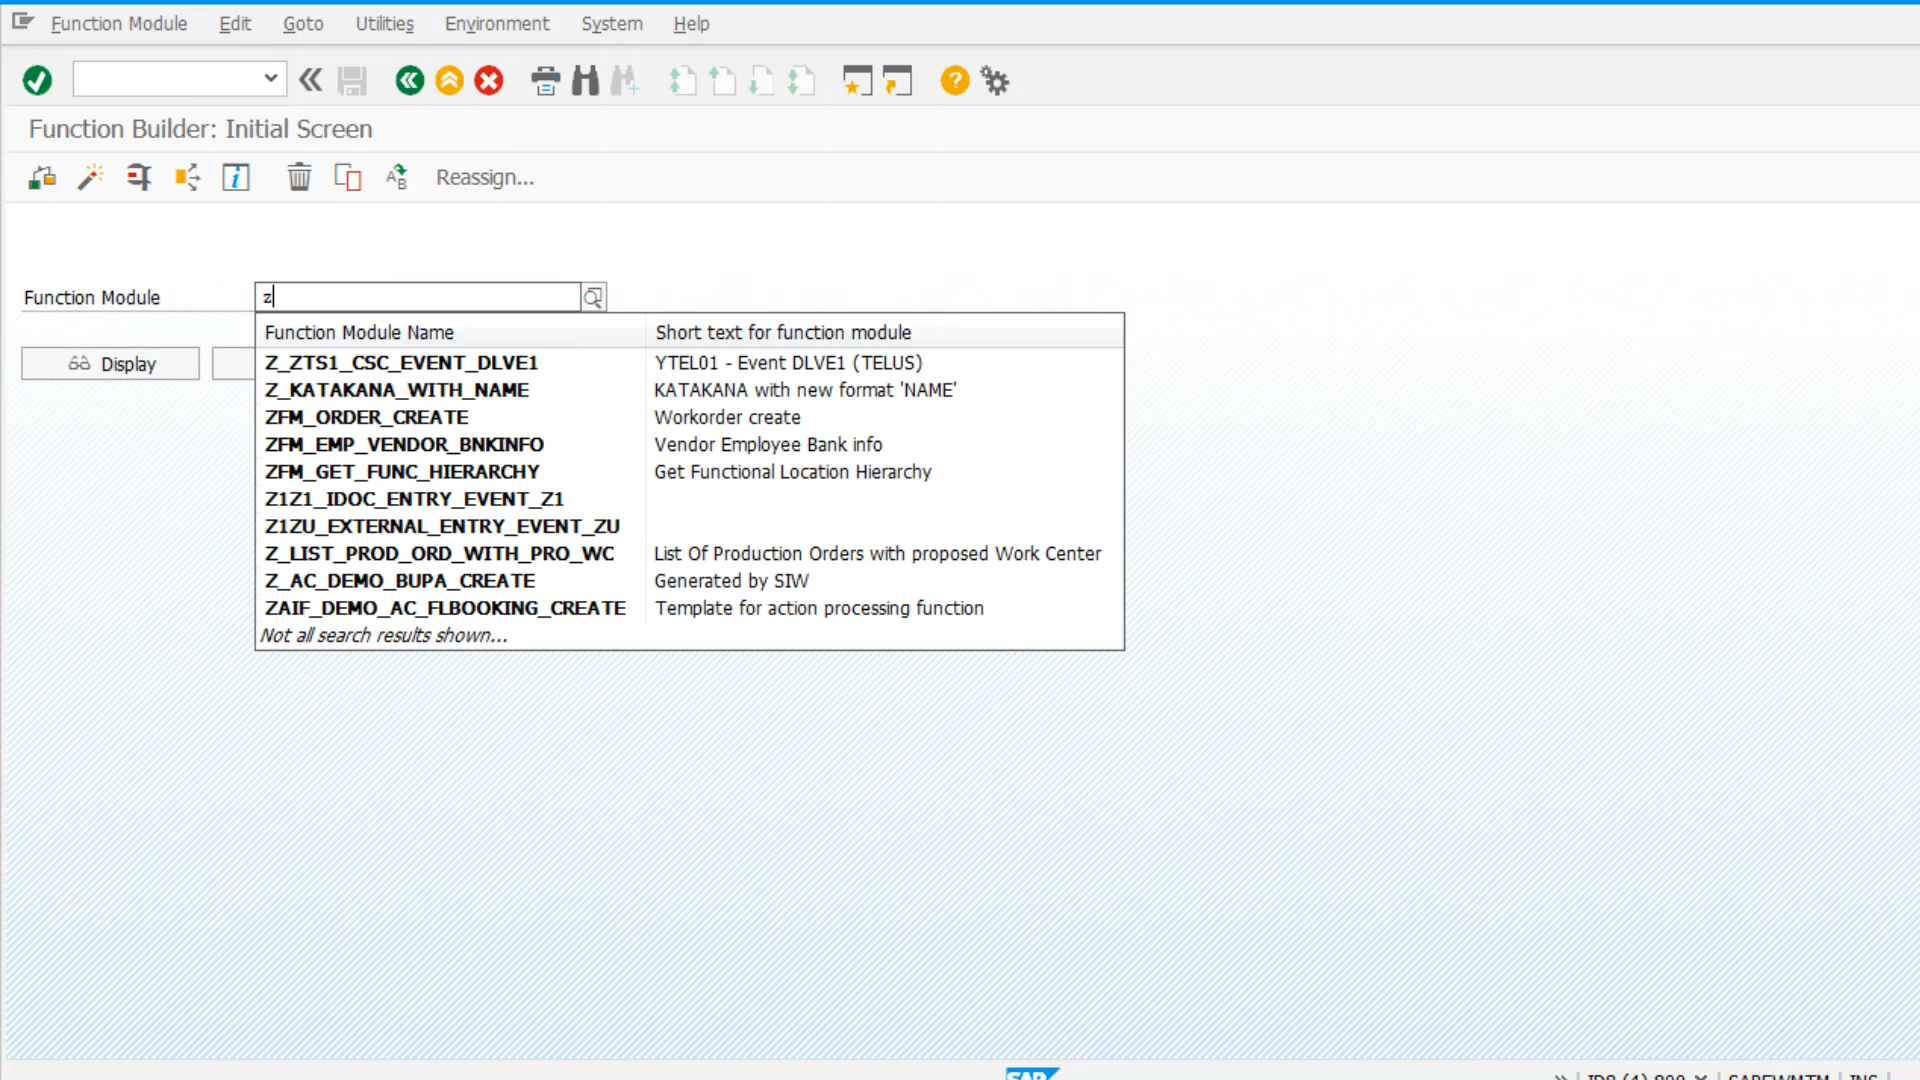 Function Module Edit Goto Utilities Environment System Help
Function Builder: Initial Screen
Reassign...
Function Module z
Function Module Name Short text for function module
Z_ZTS1_CSC_EVENT_DLVE1 YTEL01 - Event DLVE1 (TELUS)
Display
Z_KATAKANA_WITH_NAME KATAKANA with new format 'NAME'
ZFM_ORDER_CREATE Workorder create
ZFM_EMP_VENDOR_BNKINFO Vendor Employee Bank info
ZFM_GET_FUNC_HIERARCHY Get Functional Location Hierarchy
Z1Z1_IDOC_ENTRY_EVENT_Z1
Z1ZU_EXTERNAL_ENTRY_EVENT_ZU
Z_LIST_PROD_ORD_WITH_PRO_WC List Of Production Orders with proposed Work Center
Z_AC_DEMO_BUPA_CREATE Generated by SIW
ZAIF_DEMO_AC_FLBOOKING_CREATE Template for action processing function
Not all search results shown...
SAP